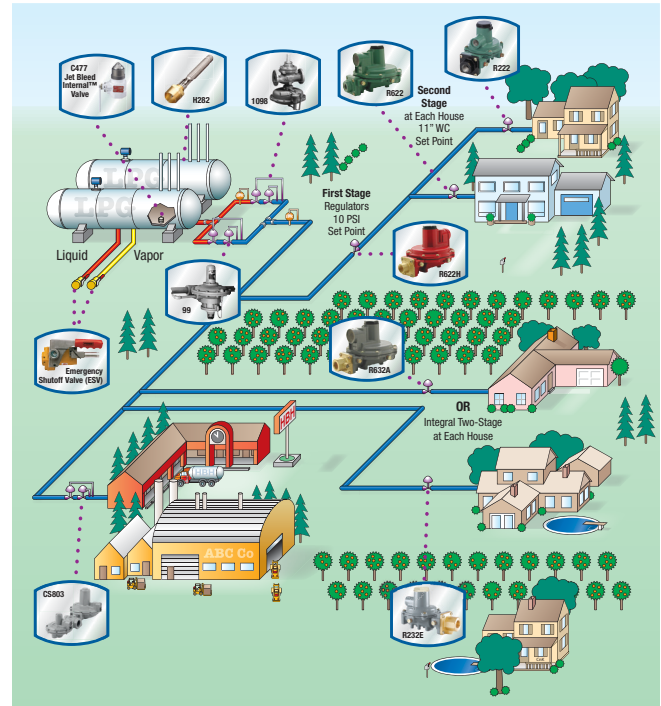 C477
Jet Bleed
Internal™
Valve
H282
1098
R622
R222
Second
Stage
at Each House
11" WC
Set Point
First Stage
Regulators
10 PSI
Set Point
LPG
LPG
Liquid
Vapor
R622H
99
Emergency
Shutoff Valve (ESV)
R632A
OR
Integral Two-Stage
at Each House
HBH
HBH
ABC Co
CS803
R232E